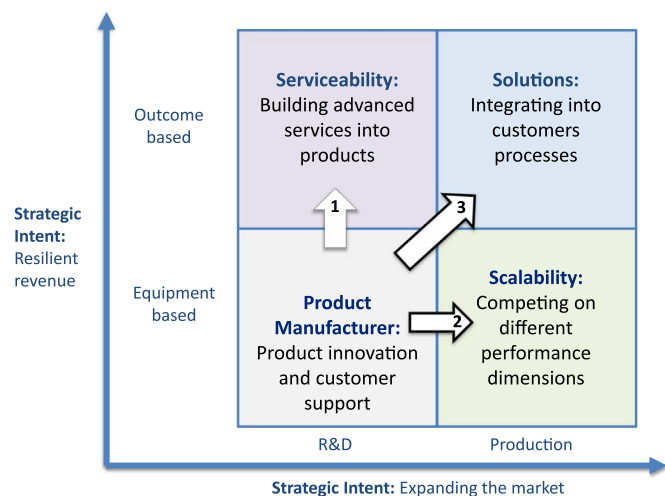 Serviceability:
Building advanced
services into
products
Solutions:
Integrating into
customers
processes
Outcome
based
1
3
Strategic
Intent:
Resilient
revenue
Equipment
based
Product
Manufacturer:
Product innovation
and customer
support
2
Scalability:
Competing on
different
performance
dimensions
R&D
Production
Strategic Intent: Expanding the market